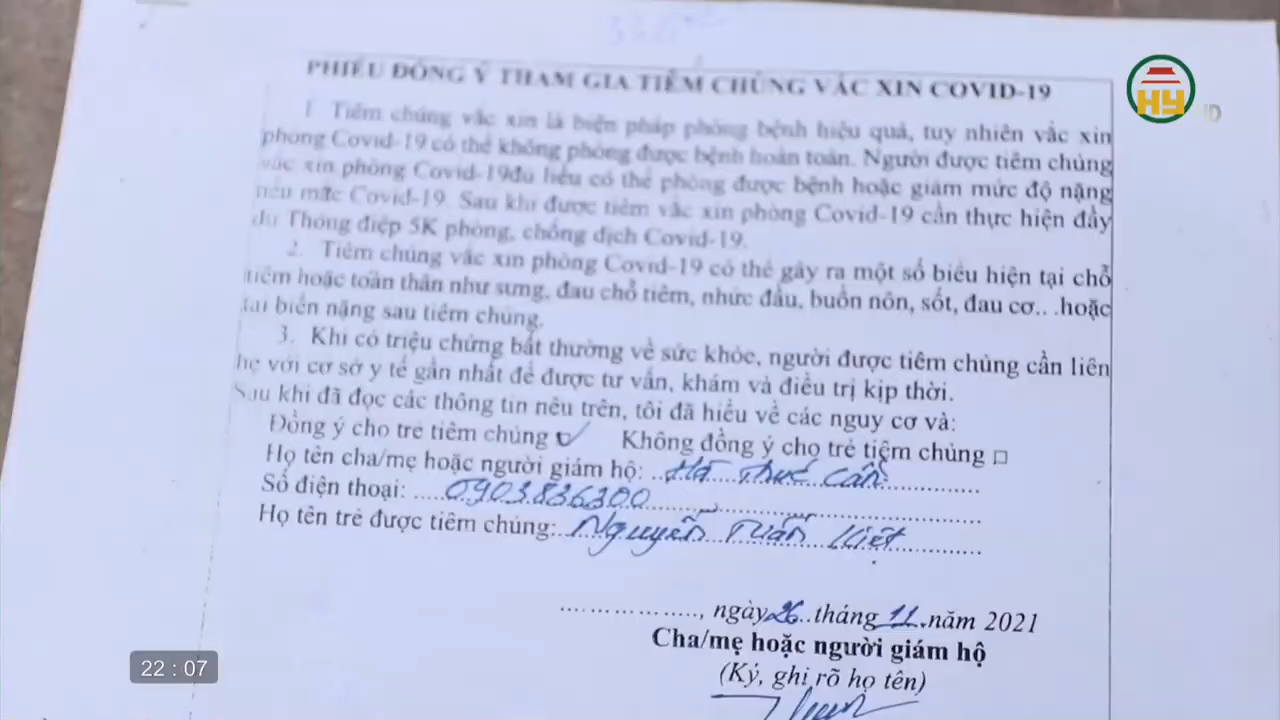 PHIẾU ĐỒNG Ý THAM GIA TIÊM CHỦNG VẮC XIN COVID-19
HY
HD
1. Tiêm chủng vắc xin là biện pháp phòng bệnh hiệu quả, tuy nhiên vắc xin
phòng Covid-19 có thể không phòng được bệnh hoàn toàn. Người được tiêm chủng
vắc xin phòng Covid-19đủ liều có thể phòng được bệnh hoặc giảm mức độ nặng
nếu mắc Covid-19. Sau khi được tiêm vắc xin phòng Covid-19 cần thực hiện đầy
đủ Thông điệp 5K phòng, chống dịch Covid-19.
2. Tiêm chủng vắc xin phòng Covid-19 có thể gây ra một số biểu hiện tại chỗ
tiêm hoặc toàn thân như sưng, đau chỗ tiêm, nhức đầu, buồn nôn, sốt, đau cơ... .hoặc
tai biến nặng sau tiêm chủng.
3. Khi có triệu chứng bất thường về sức khỏe, người được tiêm chủng cần liên
hệ với cơ sở y tế gần nhất để được tư vấn, khám và điều trị kịp thời.
Sau khi đã đọc các thông tin nêu trên, tôi đã hiểu về các nguy cơ và:
Đồng ý cho trẻ tiêm chủng ☑ Không đồng ý cho trẻ tiêm chủng □
Họ tên cha/mẹ hoặc người giám hộ: Hà Thúc Cẩn
Số điện thoại: 0903836300
Họ tên trẻ được tiêm chủng: Nguyễn Tuấn Kiệt
..................., ngày 26 tháng 11 năm 2021
Cha/mẹ hoặc người giám hộ
(Ký, ghi rõ họ tên)
22 : 07